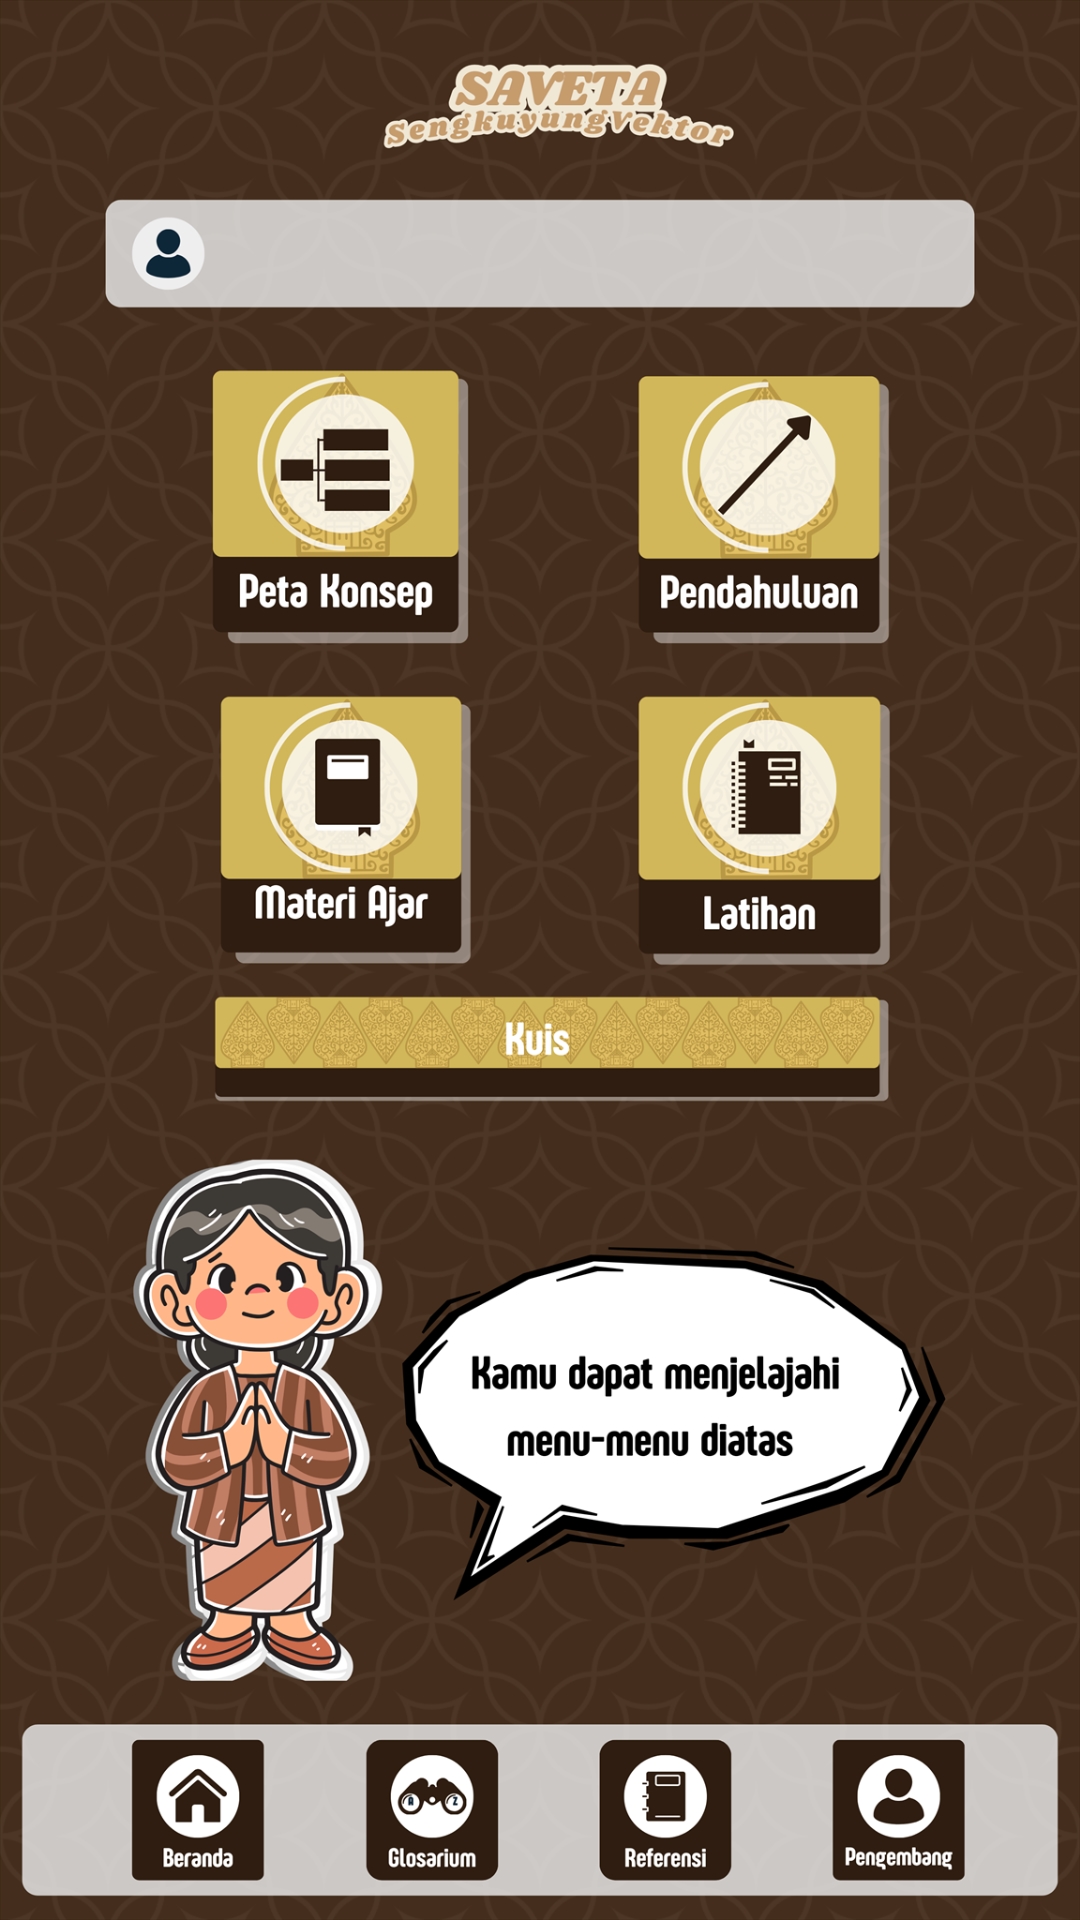 SAVETA
SengkuyungVektor
Peta Konsep
Pendahuluan
Materi Ajar
Latihan
Kuis
Kamu dapat menjelajahi
menu-menu diatas
A Z
Beranda
Glosarium
Referensi
Pengembang